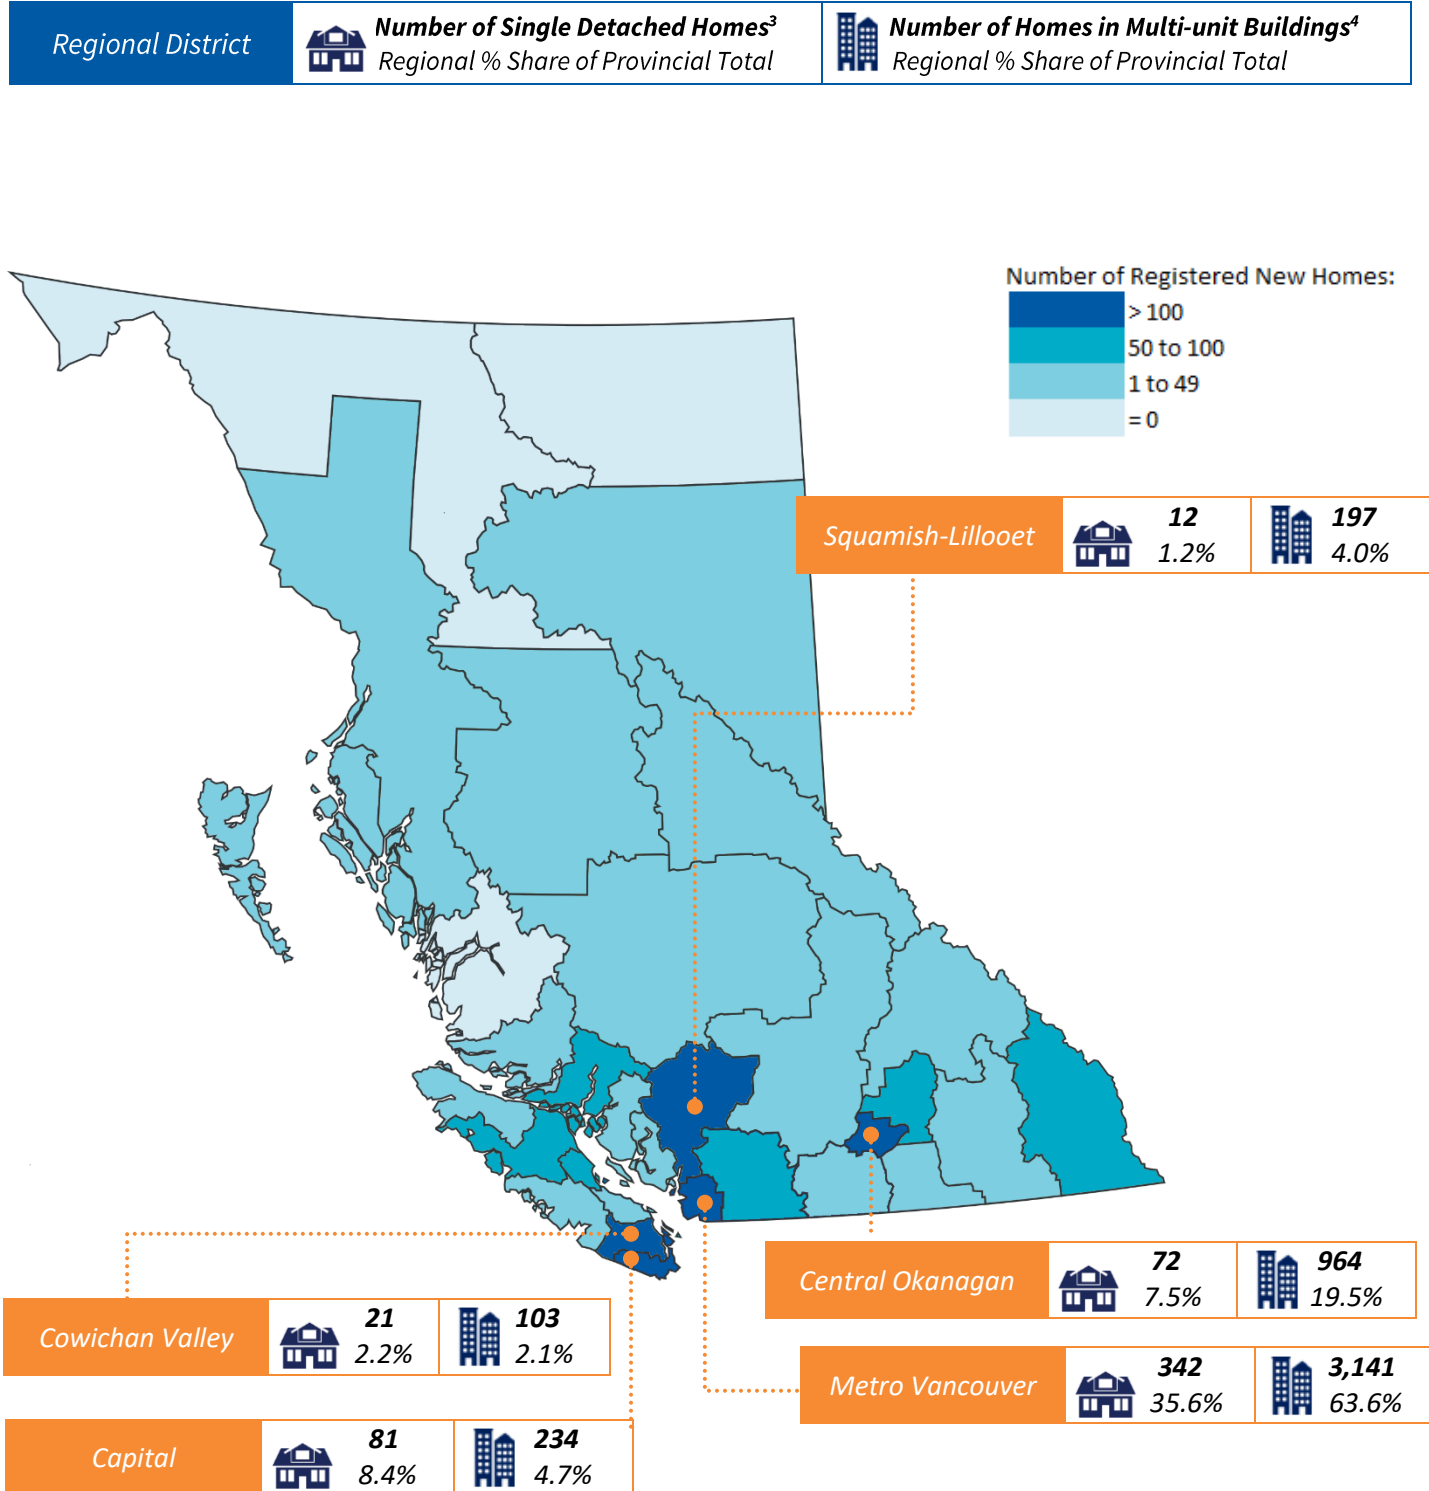 Regional District
Number of Single Detached Homes³
Regional % Share of Provincial Total
Number of Homes in Multi-unit Buildings⁴
Regional % Share of Provincial Total
Number of Registered New Homes:
> 100
50 to 100
1 to 49
= 0
Squamish-Lillooet
12
1.2%
197
4.0%
Central Okanagan
72
7.5%
964
19.5%
Cowichan Valley
21
2.2%
103
2.1%
Metro Vancouver
342
35.6%
3,141
63.6%
Capital
81
8.4%
234
4.7%